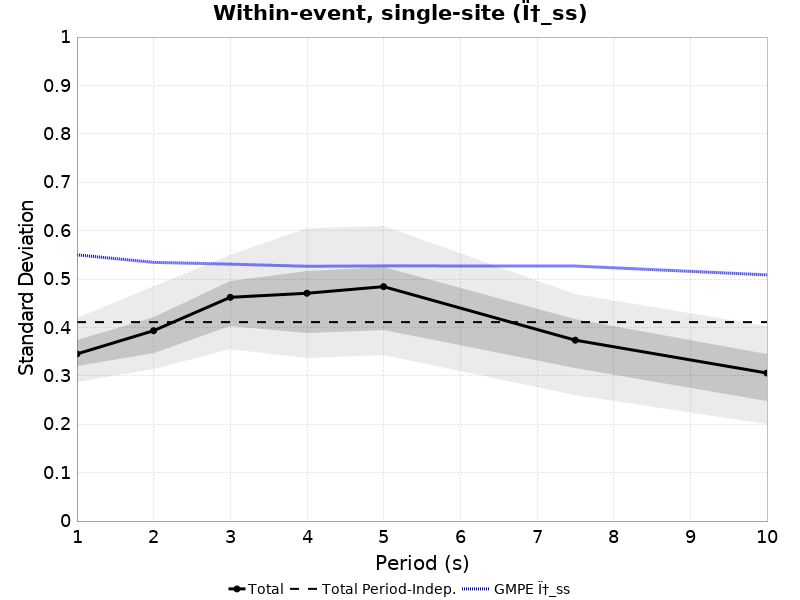 Within-event, single-site (Ï†_ss)
1
0.9
0.8
0.7
0.6
0.5
0.4
0.3
0.2
0.1
0
Standard Deviation
1 2 3 4 5 6 7 8 9 10
Period (s)
Total Total Period-Indep. GMPE Ï†_ss